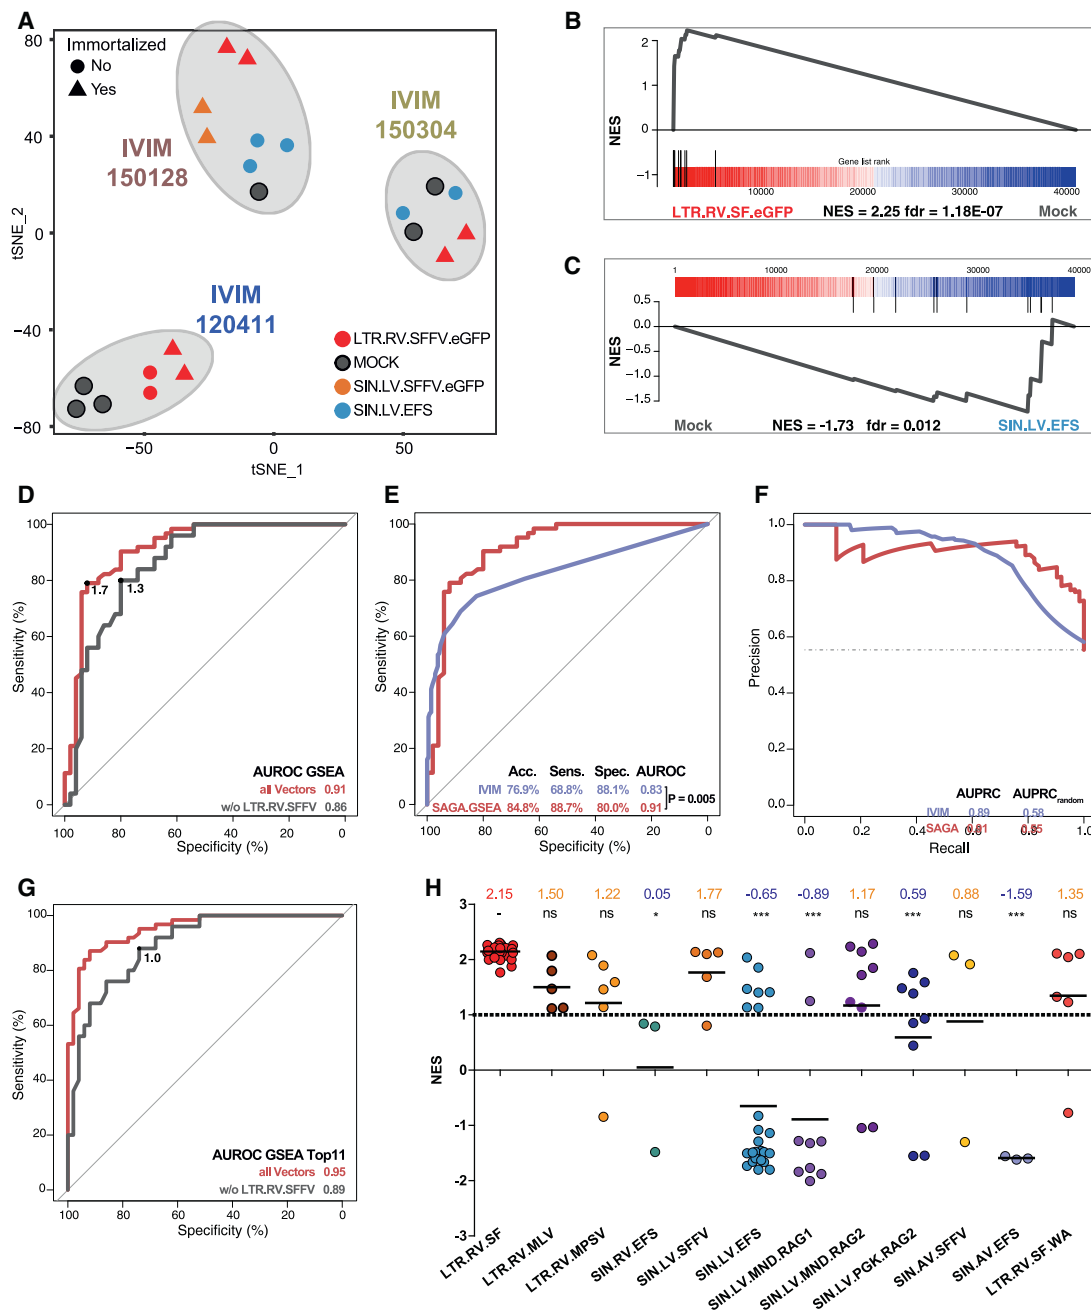 A
Immortalized
No
Yes
IVIM
150128
IVIM
150304
IVIM
120411
LTR.RV.SFFV.eGFP
MOCK
SIN.LV.SFFV.eGFP
SIN.LV.EFS
80
40
0
−40
−80
−50
0
50
tSNE_1
tSNE_2
B
2
1
0
−1
NES
Gene list rank
10000
20000
30000
40000
LTR.RV.SF.eGFP
NES = 2.25 fdr = 1.18E-07
Mock
C
1
10000
20000
30000
40000
0.5
0.0
−0.5
−1.0
−1.5
NES
Mock
NES = -1.73 fdr = 0.012
SIN.LV.EFS
D
100
80
60
40
20
0
Sensitivity (%)
1.7
1.3
AUROC GSEA
all Vectors 0.91
w/o LTR.RV.SFFV 0.86
100 80 60 40 20 0
Specificity (%)
E
100
80
60
40
20
0
Sensitivity (%)
Acc. Sens. Spec. AUROC
IVIM 76.9% 68.8% 88.1% 0.83
SAGA.GSEA 84.8% 88.7% 80.0% 0.91
P = 0.005
100 80 60 40 20 0
Specificity (%)
F
1.0
0.8
0.6
0.4
0.2
0.0
Precision
AUPRC AUPRCrandom
IVIM 0.89 0.58
SAGA
0.0 0.2 0.4 0.6 0.8 1.0
Recall
G
100
80
60
40
20
0
Sensitivity (%)
1.0
AUROC GSEA Top11
all Vectors 0.95
w/o LTR.RV.SFFV 0.89
100 80 60 40 20 0
Specificity (%)
H
2.15 1.50 1.22 0.05 1.77 -0.65 -0.89 1.17 0.59 0.88 -1.59 1.35
- ns ns * ns *** *** ns *** ns *** ns
3
2
1
0
-1
-2
-3
NES
LTR.RV.SF
LTR.RV.MLV
LTR.RV.MPSV
SIN.RV.EFS
SIN.LV.SFFV
SIN.LV.EFS
SIN.LV.MND.RAG1
SIN.LV.MND.RAG2
SIN.LV.PGK.RAG2
SIN.AV.SFFV
SIN.AV.EFS
LTR.RV.SF.WA